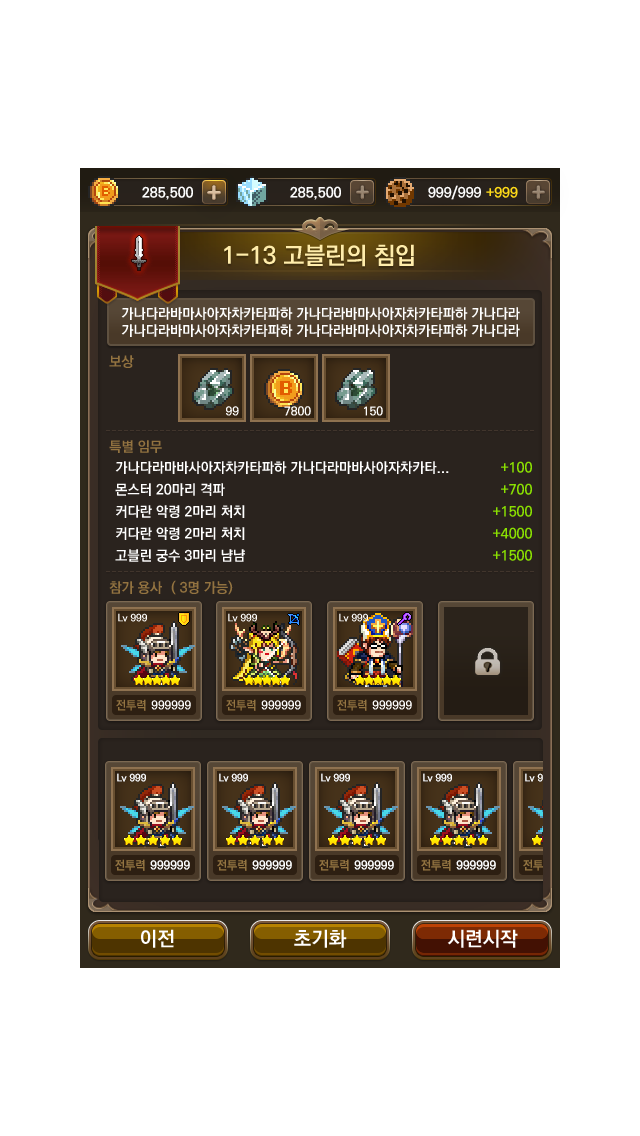 285,500
285,500
999/999 +999
1-13 고블린의 침입
가나다라바마사아자차카타파하 가나다라바마사아자차카타파하 가나다라
가나다라바마사아자차카타파하 가나다라바마사아자차카타파하 가나다라
보상
99
7800
150
특별 임무
가나다라마바사아자차카타파하 가나다라마바사아자차카타... +100
몬스터 20마리 격파 +700
커다란 악령 2마리 처치 +1500
커다란 악령 2마리 처치 +4000
고블린 궁수 3마리 냠냠 +1500
참가 용사 ( 3명 가능)
Lv 999 Lv 999 Lv 999
전투력 999999 전투력 999999 전투력 999999
Lv 999 Lv 999 Lv 999 Lv 999 Lv 9
전투력 999999 전투력 999999 전투력 999999 전투력 999999 전투
이전 초기화 시련시작